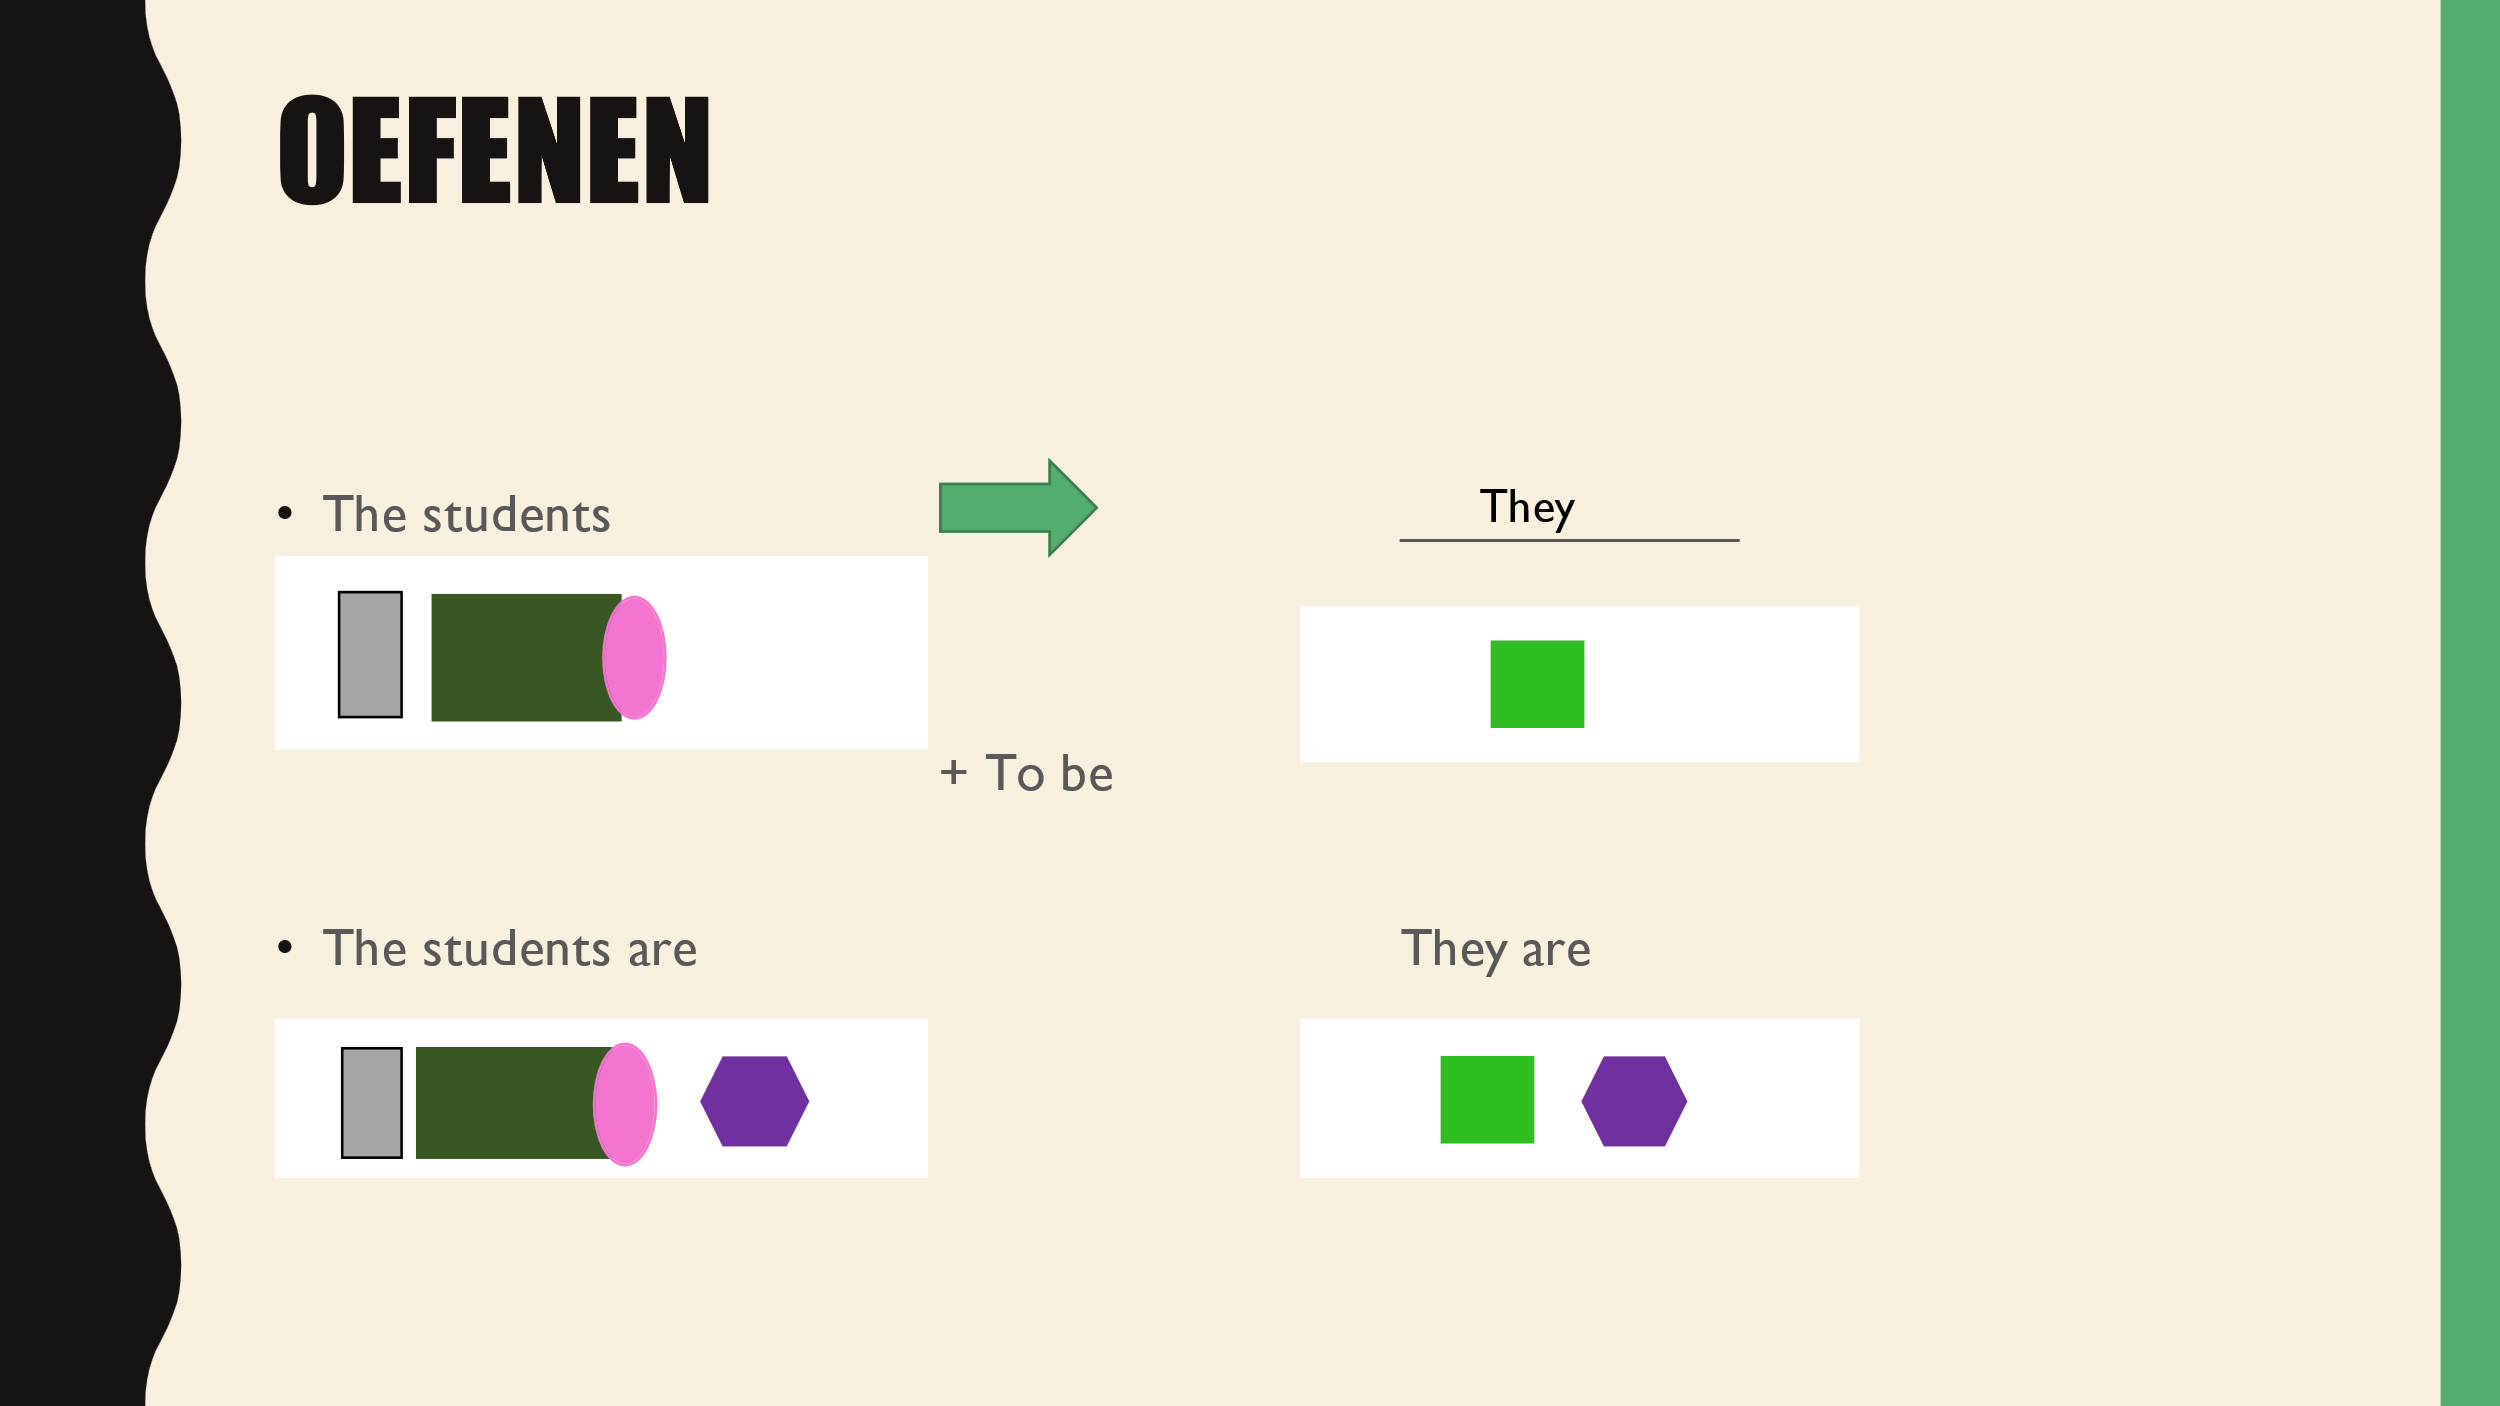 OEFENEN
• The students
They
+ To be
• The students are
They are